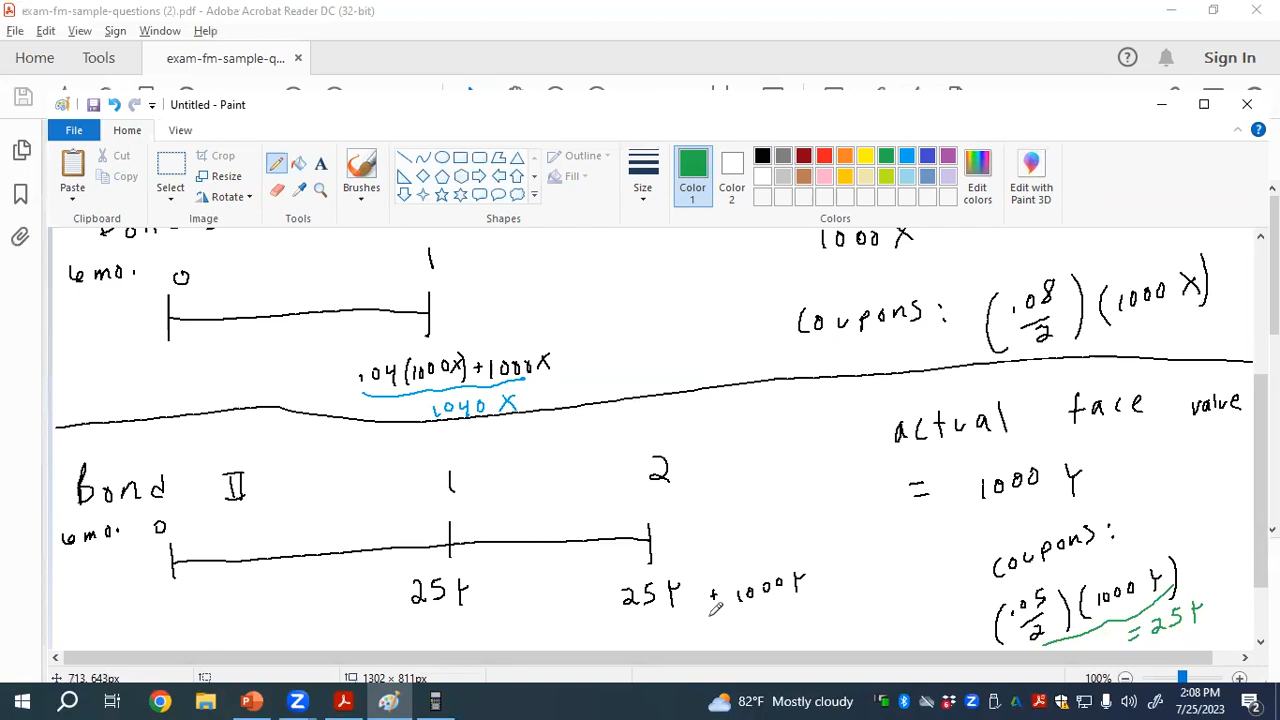 exam-fm-sample-questions (2).pdf - Adobe Acrobat Reader DC (32-bit)
File Edit View Sign Window Help
Home Tools exam-fm-sample-q... Sign In
Untitled - Paint
File Home View
Paste Cut Copy Select Crop Resize Rotate A Brushes Outline Fill Size Color 1 Color 2 Edit colors Edit with Paint 3D
Clipboard Image Tools Shapes Colors
1000 X
6 mo. 0 1
Coupons: (.08/2)(1000 X)
.04(1000X)+1000X
1040 X
actual face value
= 1000 Y
Bond II 1 2
6 mo. 0
25Y 25Y + 1000Y
Coupons:
(.05/2)(1000 Y)
= 25Y
713, 643px 1302 × 811px 100%
82°F Mostly cloudy 2:08 PM
7/25/2023 2